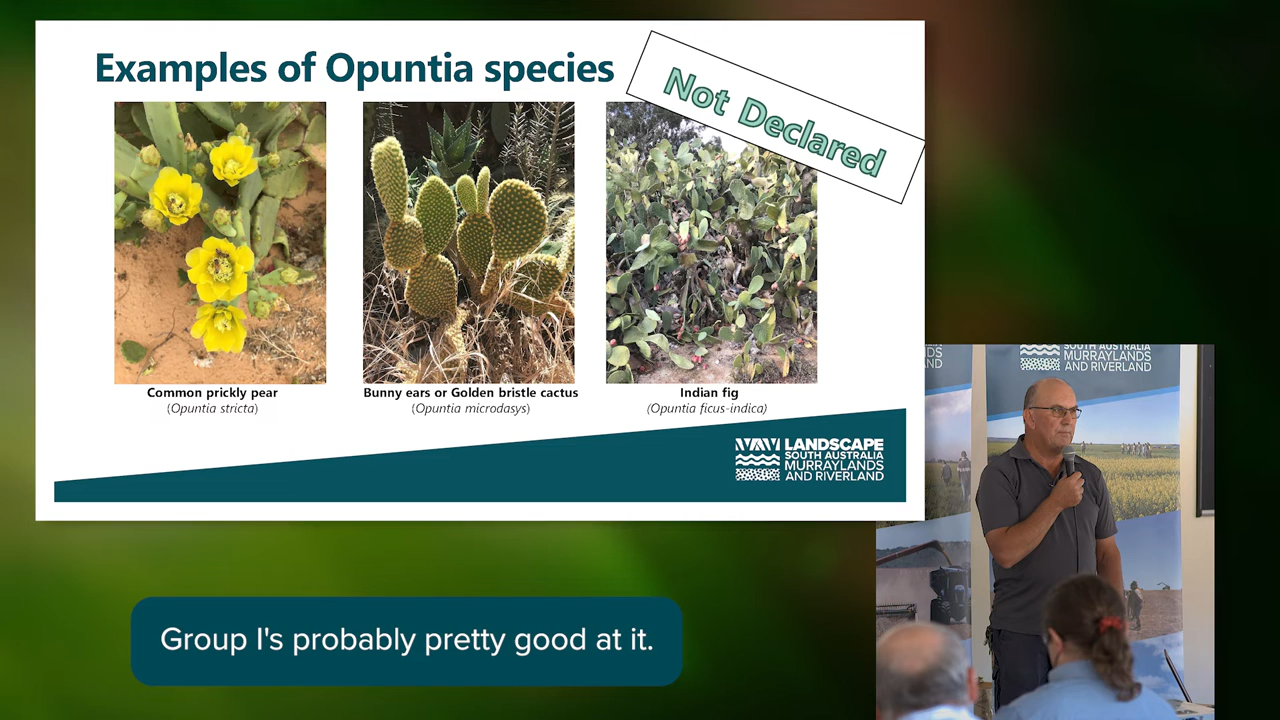 Examples of Opuntia species
Not Declared
Common prickly pear
(Opuntia stricta)
Bunny ears or Golden bristle cactus
(Opuntia microdasys)
Indian fig
(Opuntia ficus-indica)
LANDSCAPE
SOUTH AUSTRALIA
MURRAYLANDS
AND RIVERLAND
DS
AND
SOUTH AUSTRALIA
MURRAYLANDS
AND RIVERLAND
Group I's probably pretty good at it.